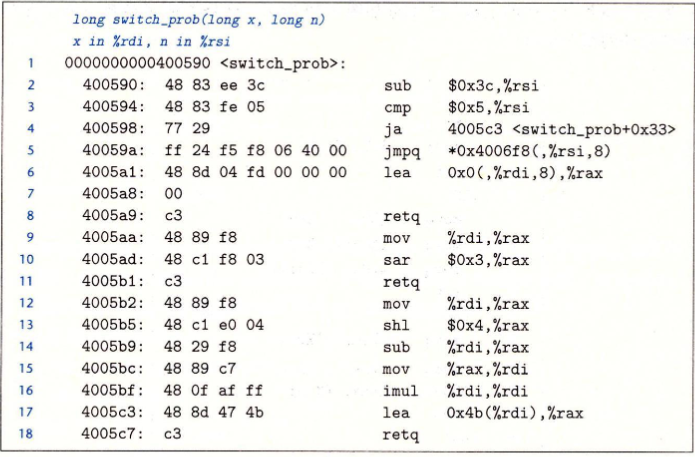 long switch_prob(long x, long n)
x in %rdi, n in %rsi
1 0000000000400590 <switch_prob>:
2 400590: 48 83 ee 3c sub $0x3c,%rsi
3 400594: 48 83 fe 05 cmp $0x5,%rsi
4 400598: 77 29 ja 4005c3 <switch_prob+0x33>
5 40059a: ff 24 f5 f8 06 40 00 jmpq *0x4006f8(,%rsi,8)
6 4005a1: 48 8d 04 fd 00 00 00 lea 0x0(,%rdi,8),%rax
7 4005a8: 00
8 4005a9: c3 retq
9 4005aa: 48 89 f8 mov %rdi,%rax
10 4005ad: 48 c1 f8 03 sar $0x3,%rax
11 4005b1: c3 retq
12 4005b2: 48 89 f8 mov %rdi,%rax
13 4005b5: 48 c1 e0 04 shl $0x4,%rax
14 4005b9: 48 29 f8 sub %rdi,%rax
15 4005bc: 48 89 c7 mov %rax,%rdi
16 4005bf: 48 0f af ff imul %rdi,%rdi
17 4005c3: 48 8d 47 4b lea 0x4b(%rdi),%rax
18 4005c7: c3 retq